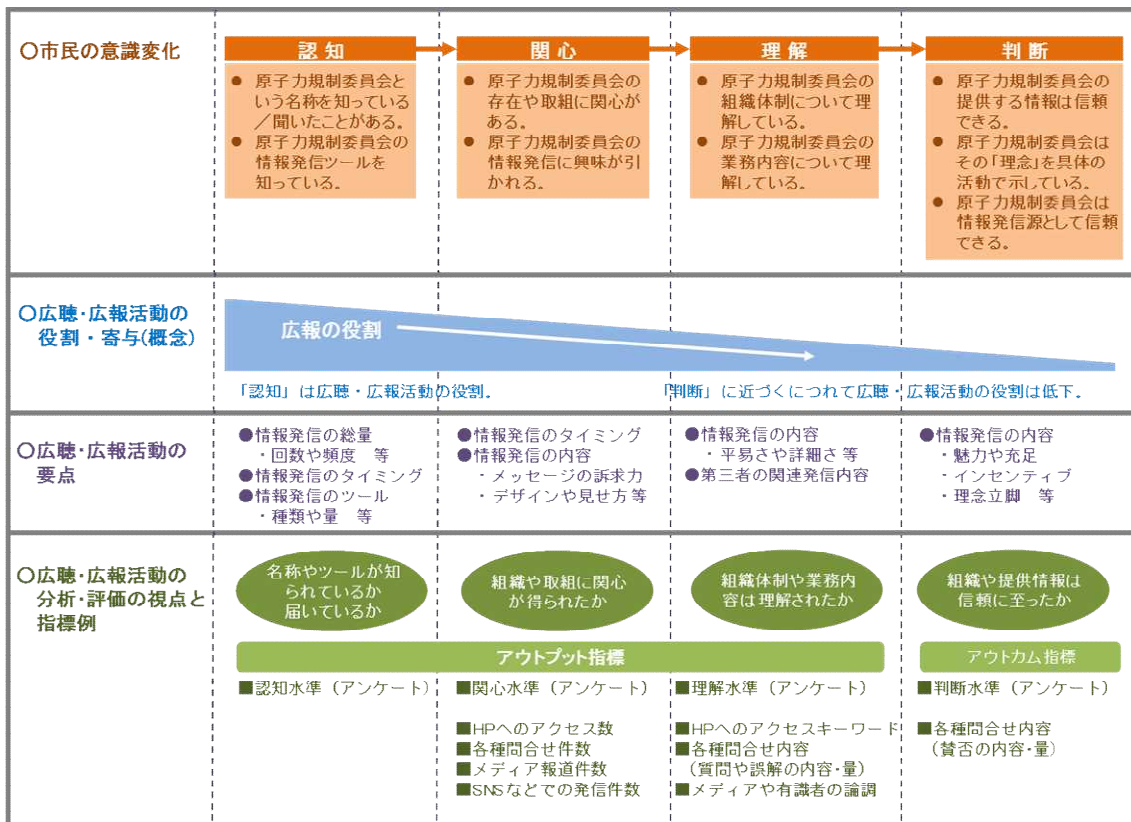 〇市民の意識変化
認知
● 原子力規制委員会と
いう名称を知っている
／聞いたことがある。
● 原子力規制委員会の
情報発信ツールを
知っている。
関心
● 原子力規制委員会の
存在や取組に関心が
ある。
● 原子力規制委員会の
情報発信に興味が引
かれる。
理解
● 原子力規制委員会の
組織体制について理
解している。
● 原子力規制委員会の
業務内容について理
解している。
判断
● 原子力規制委員会の
提供する情報は信頼
できる。
● 原子力規制委員会は
その「理念」を具体の
活動で示している。
● 原子力規制委員会は
情報発信源として信頼
できる。
〇広聴・広報活動の
役割・寄与(概念)
広報の役割
「認知」は広聴・広報活動の役割。
「判断」に近づくにつれて広聴・広報活動の役割は低下。
〇広聴・広報活動の
要点
●情報発信の総量
・回数や頻度 等
●情報発信のタイミング
●情報発信のツール
・種類や量 等
●情報発信のタイミング
●情報発信の内容
・メッセージの訴求力
・デザインや見せ方 等
●情報発信の内容
・平易さや詳細さ 等
●第三者の関連発信内容
●情報発信の内容
・魅力や充足
・インセンティブ
・理念立脚 等
〇広聴・広報活動の
分析・評価の視点と
指標例
名称やツールが知
られているか
届いているか
組織や取組に関心
が得られたか
組織体制や業務内
容は理解されたか
組織や提供情報は
信頼に至ったか
アウトプット指標
アウトカム指標
■認知水準（アンケート）
■関心水準（アンケート）
■HPへのアクセス数
■各種問合せ件数
■メディア報道件数
■SNSなどでの発信件数
■理解水準（アンケート）
■HPへのアクセスキーワード
■各種問合せ内容
（質問や誤解の内容・量）
■メディアや有識者の論調
■判断水準（アンケート）
■各種問合せ内容
（賛否の内容・量）